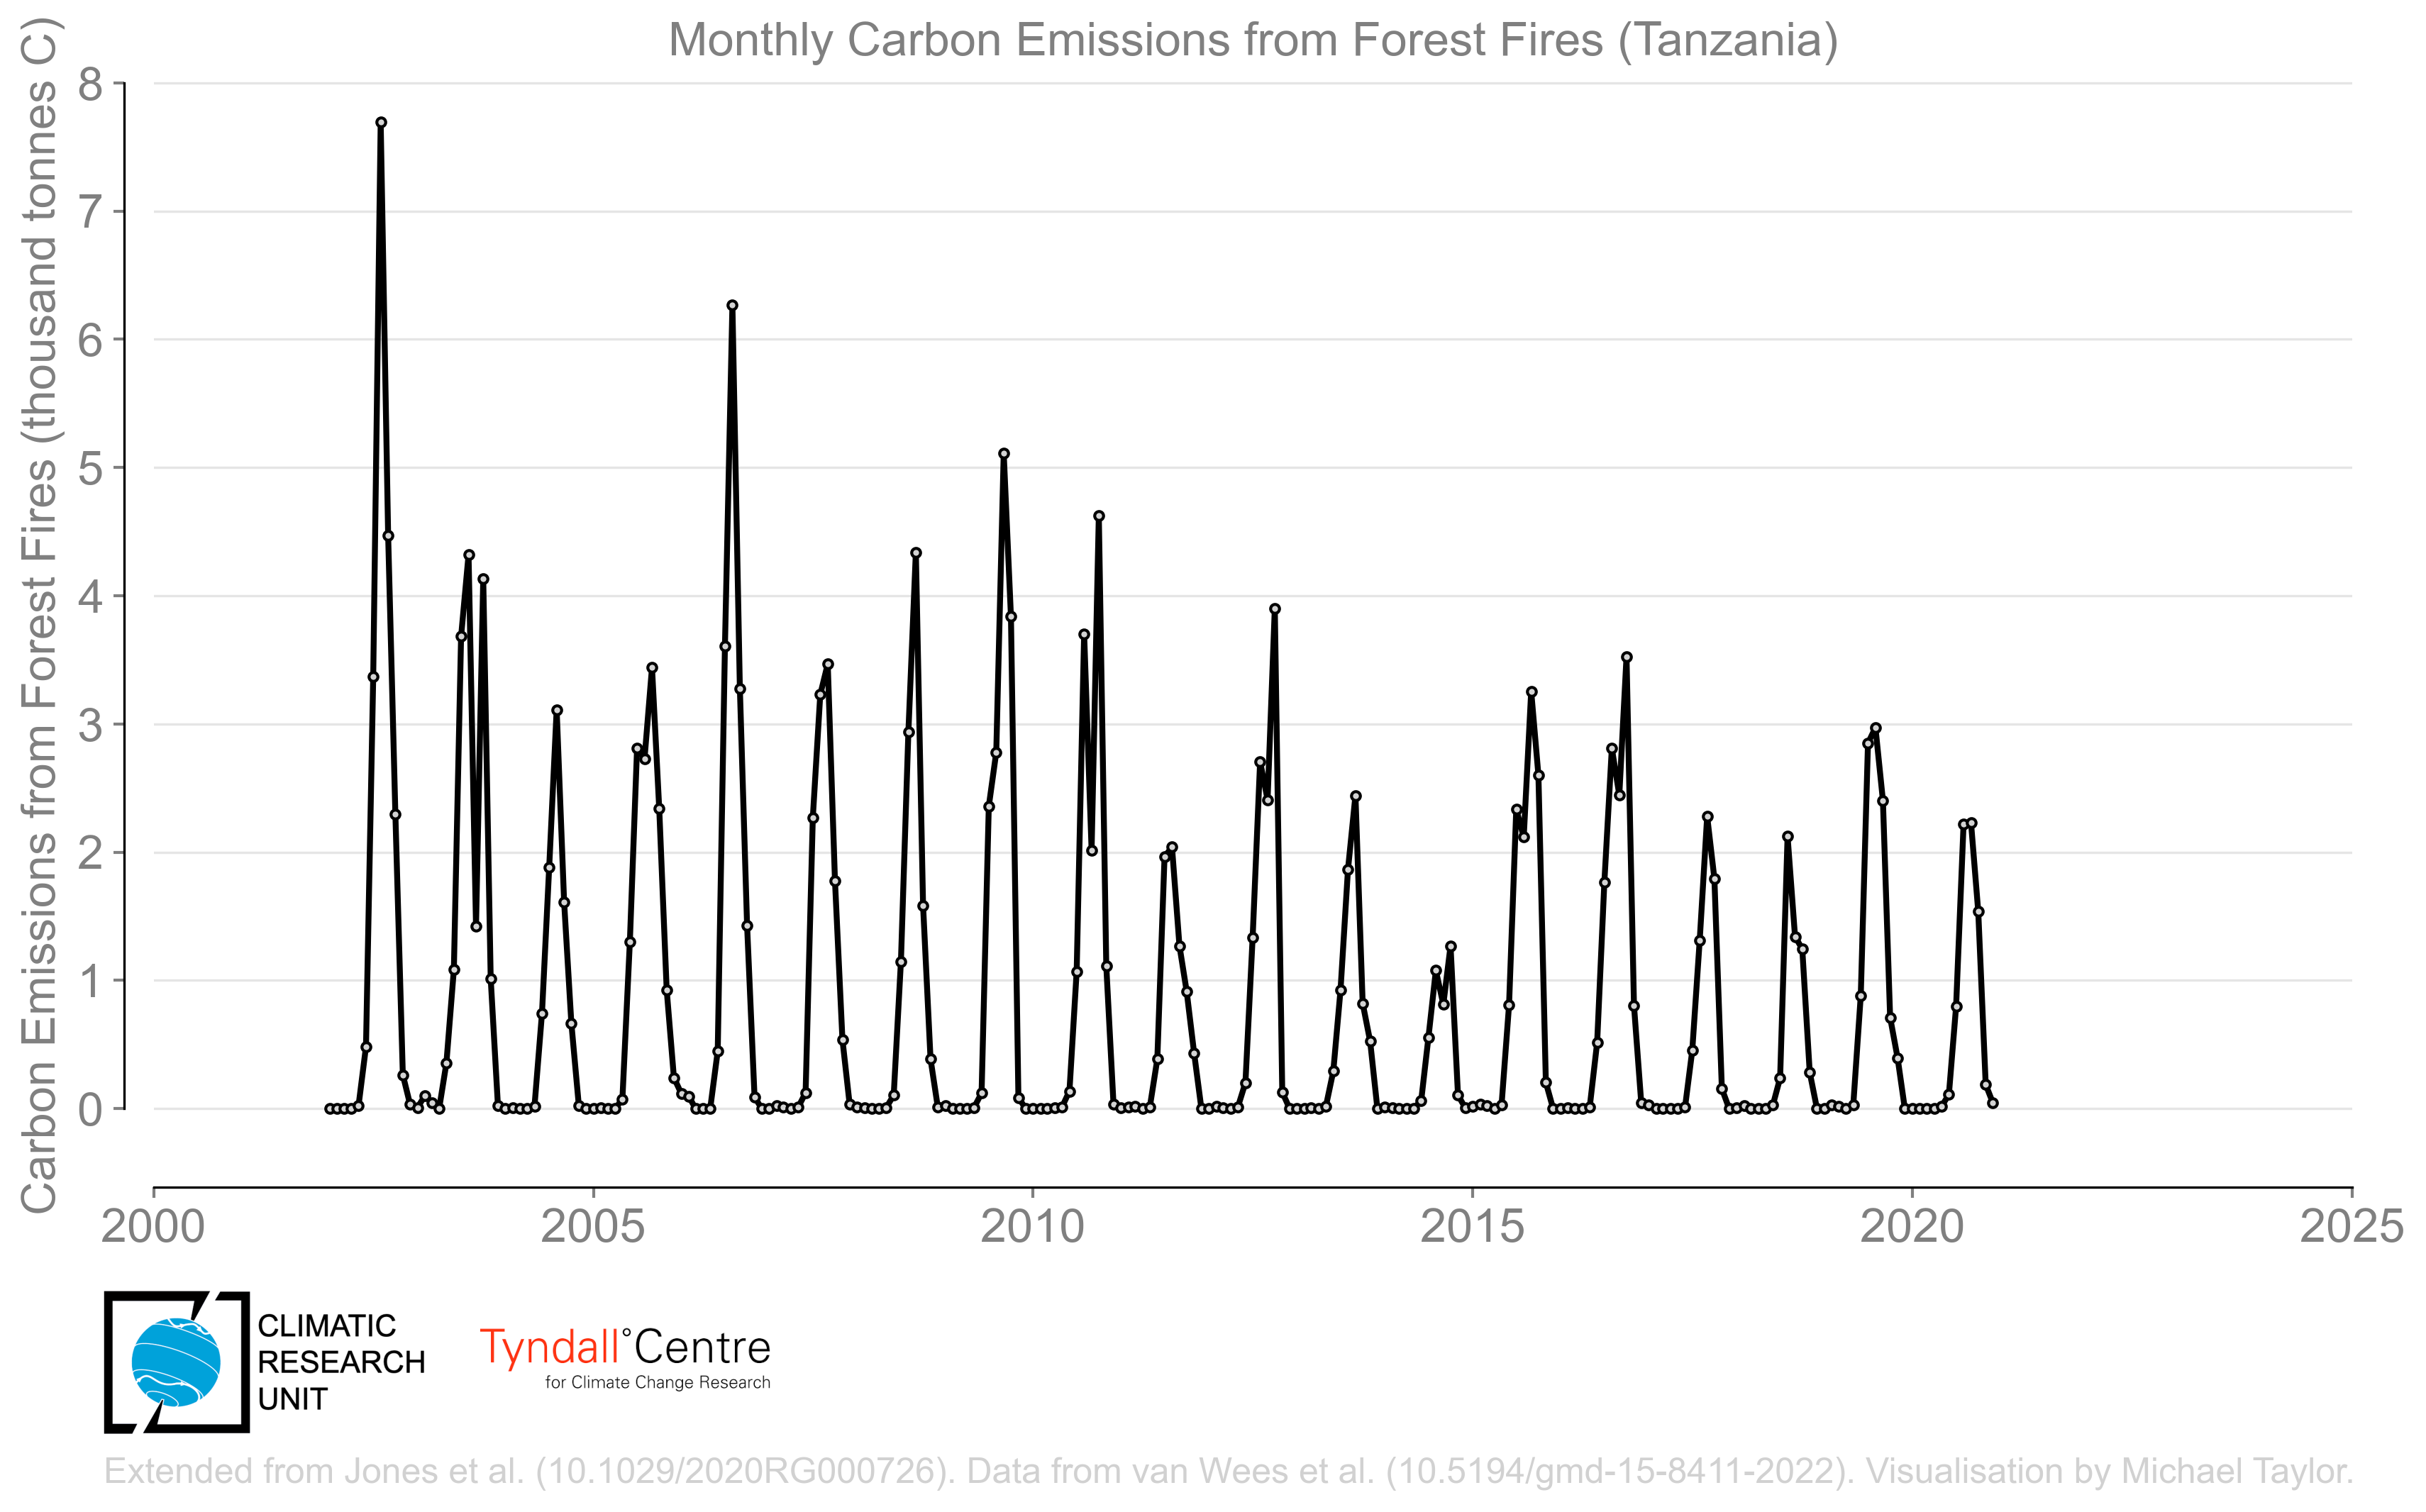 Monthly Carbon Emissions from Forest Fires (Tanzania)
Carbon Emissions from Forest Fires (thousand tonnes C)
8
7
6
5
4
3
2
1
0
2000 2005 2010 2015 2020 2025
CLIMATIC
RESEARCH
UNIT
Tyndall°Centre
for Climate Change Research
Extended from Jones et al. (10.1029/2020RG000726). Data from van Wees et al. (10.5194/gmd-15-8411-2022). Visualisation by Michael Taylor.